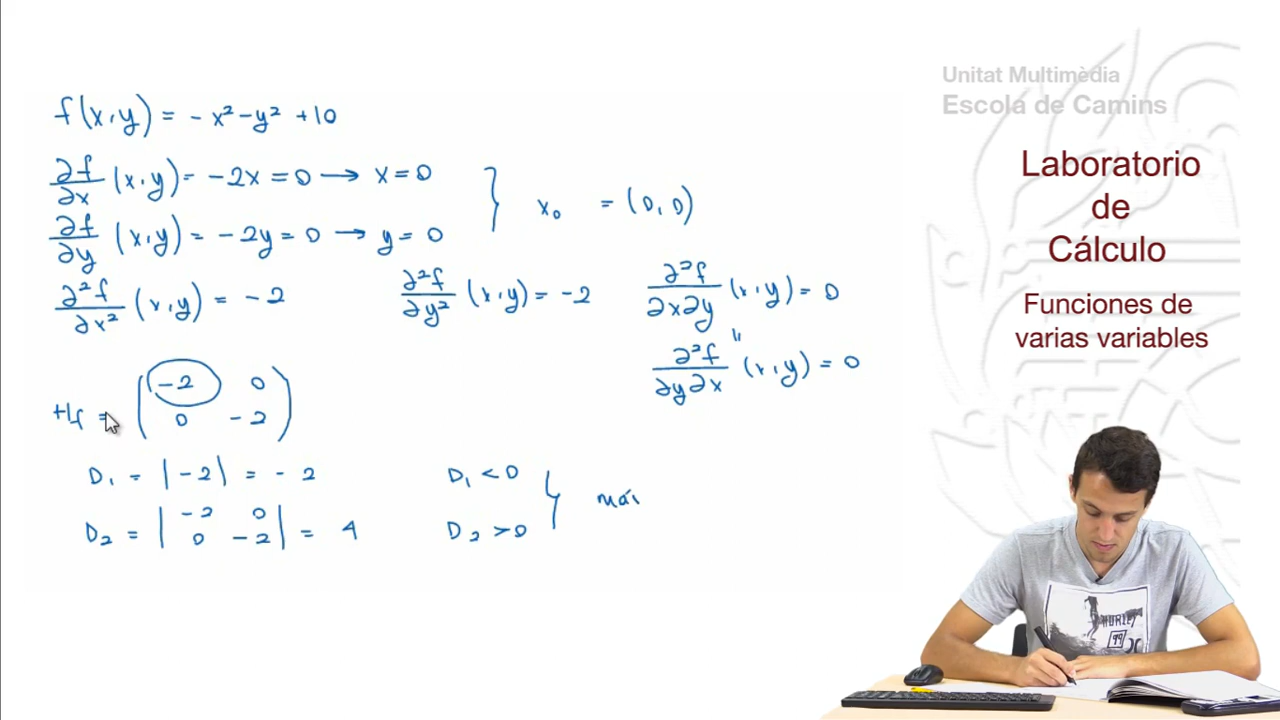 f(x,y) = -x² - y² + 10
∂f/∂x (x,y) = -2x = 0 → x = 0
∂f/∂y (x,y) = -2y = 0 → y = 0 } x₀ = (0,0)
∂²f/∂x² (x,y) = -2 ∂²f/∂y² (x,y) = -2 ∂²f/∂x∂y (x,y) = 0
"
∂²f/∂y∂x (x,y) = 0
Hf = ( -2 0
0 -2 )
D₁ = |-2| = -2 D₁ < 0
D₂ = | -2 0
0 -2 | = 4 D₂ > 0 } máx
Unitat Multimèdia
Escola de Camins
Laboratorio
de
Cálculo
Funciones de
varias variables
HURLEY
99